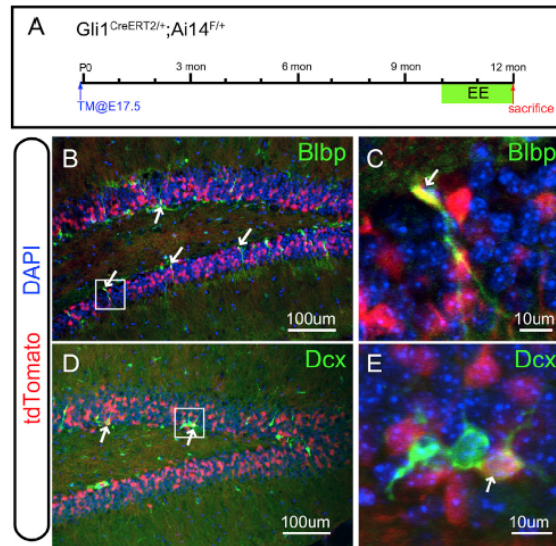 A
Gli1CreERT2/+;Ai14F/+
P0 3 mon 6 mon 9 mon 12 mon
EE
TM@E17.5 sacrifice
tdTomato DAPI
B Blbp
100um
C Blbp
10um
D Dcx
100um
E Dcx
10um